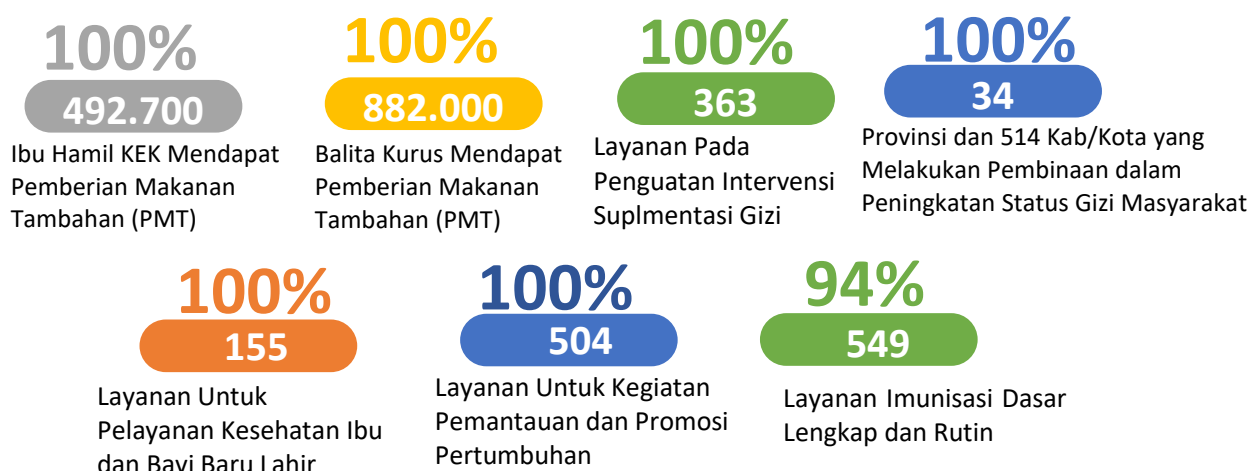 100%
492.700
Ibu Hamil KEK Mendapat
Pemberian Makanan
Tambahan (PMT)
100%
882.000
Balita Kurus Mendapat
Pemberian Makanan
Tambahan (PMT)
100%
363
Layanan Pada
Penguatan Intervensi
Suplmentasi Gizi
100%
34
Provinsi dan 514 Kab/Kota yang
Melakukan Pembinaan dalam
Peningkatan Status Gizi Masyarakat
100%
155
Layanan Untuk
Pelayanan Kesehatan Ibu
dan Bayi Baru Lahir
100%
504
Layanan Untuk Kegiatan
Pemantauan dan Promosi
Pertumbuhan
94%
549
Layanan Imunisasi Dasar
Lengkap dan Rutin